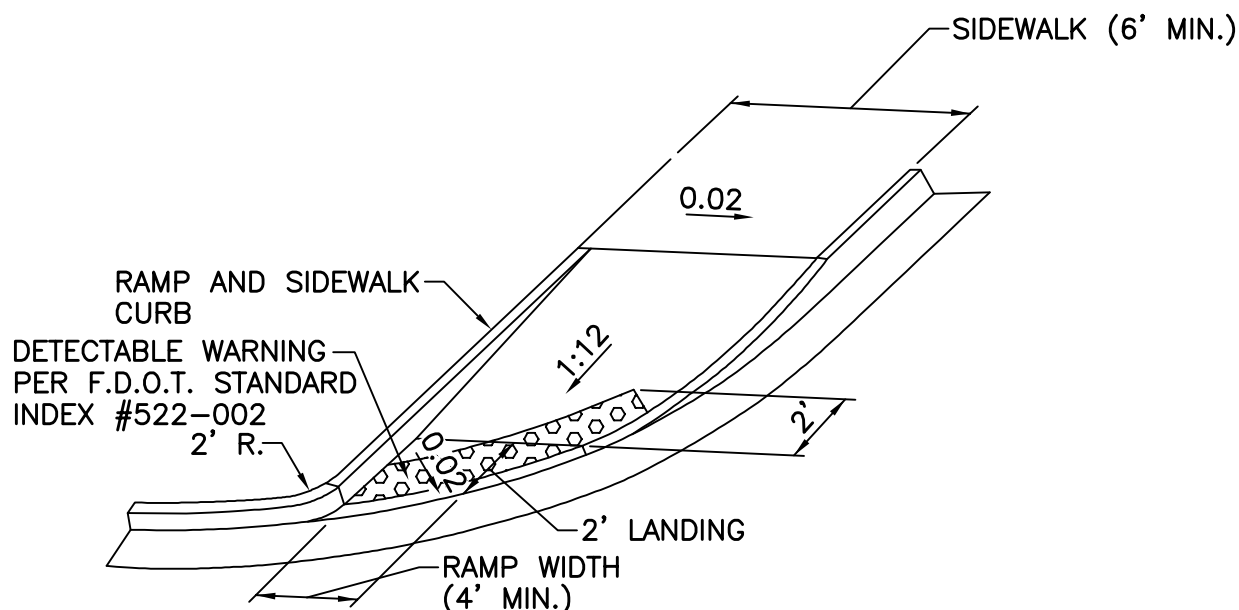 SIDEWALK (6' MIN.)
0.02
RAMP AND SIDEWALK
CURB
1:12
DETECTABLE WARNING
PER F.D.O.T. STANDARD
INDEX #522-002
2'
2' R.
0.02
2' LANDING
RAMP WIDTH
(4' MIN.)